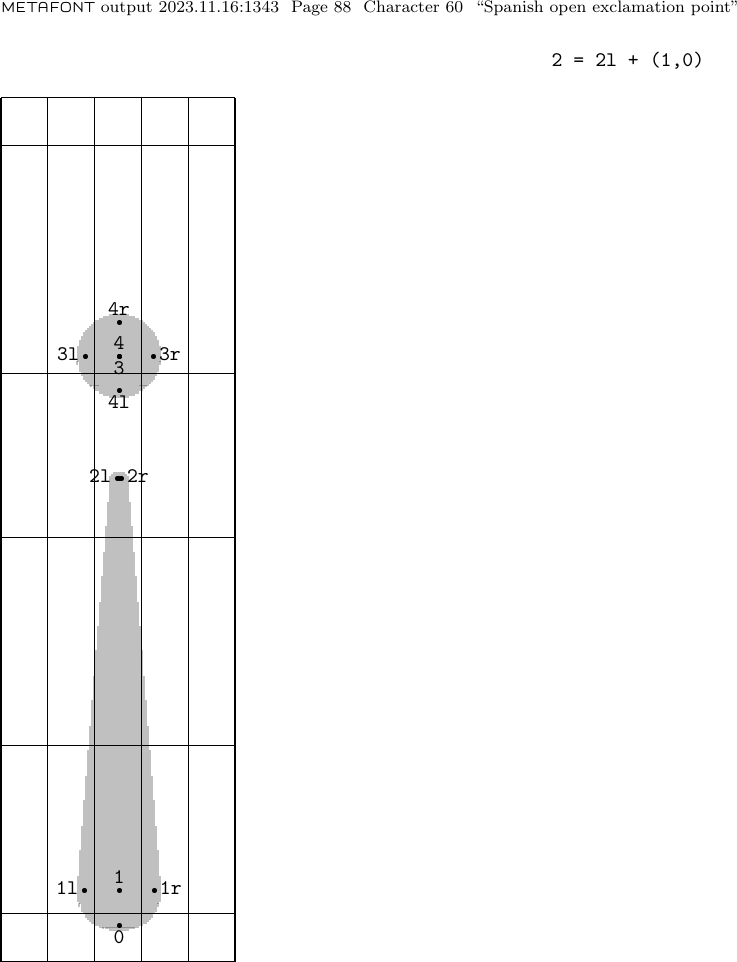 METAFONT output 2023.11.16:1343 Page 88 Character 60 “Spanish open exclamation point”
2 = 2l + (1,0)
4r
4
3l 3r
3
4l
2l 2r
1
1l 1r
0